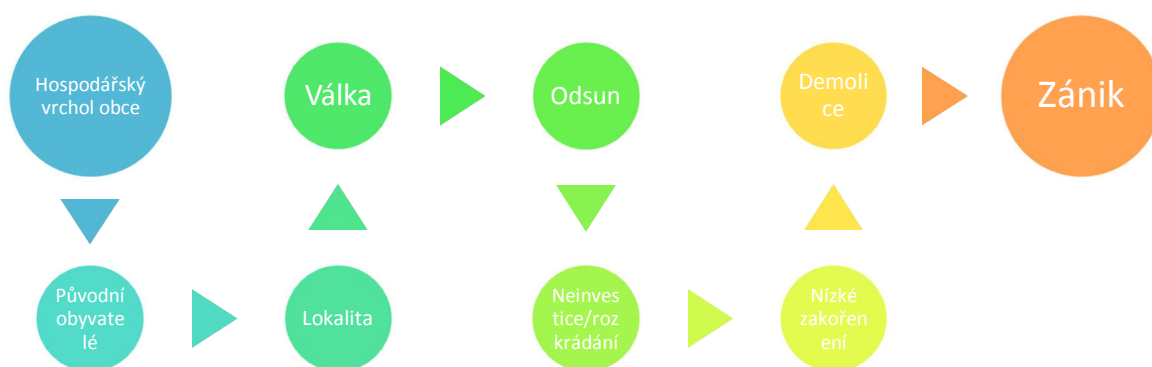 Hospodářský
vrchol obce
Původní
obyvate
lé
Lokalita
Válka
Odsun
Neinves
tice/roz
krádání
Nízké
zakořen
ení
Demoli
ce
Zánik